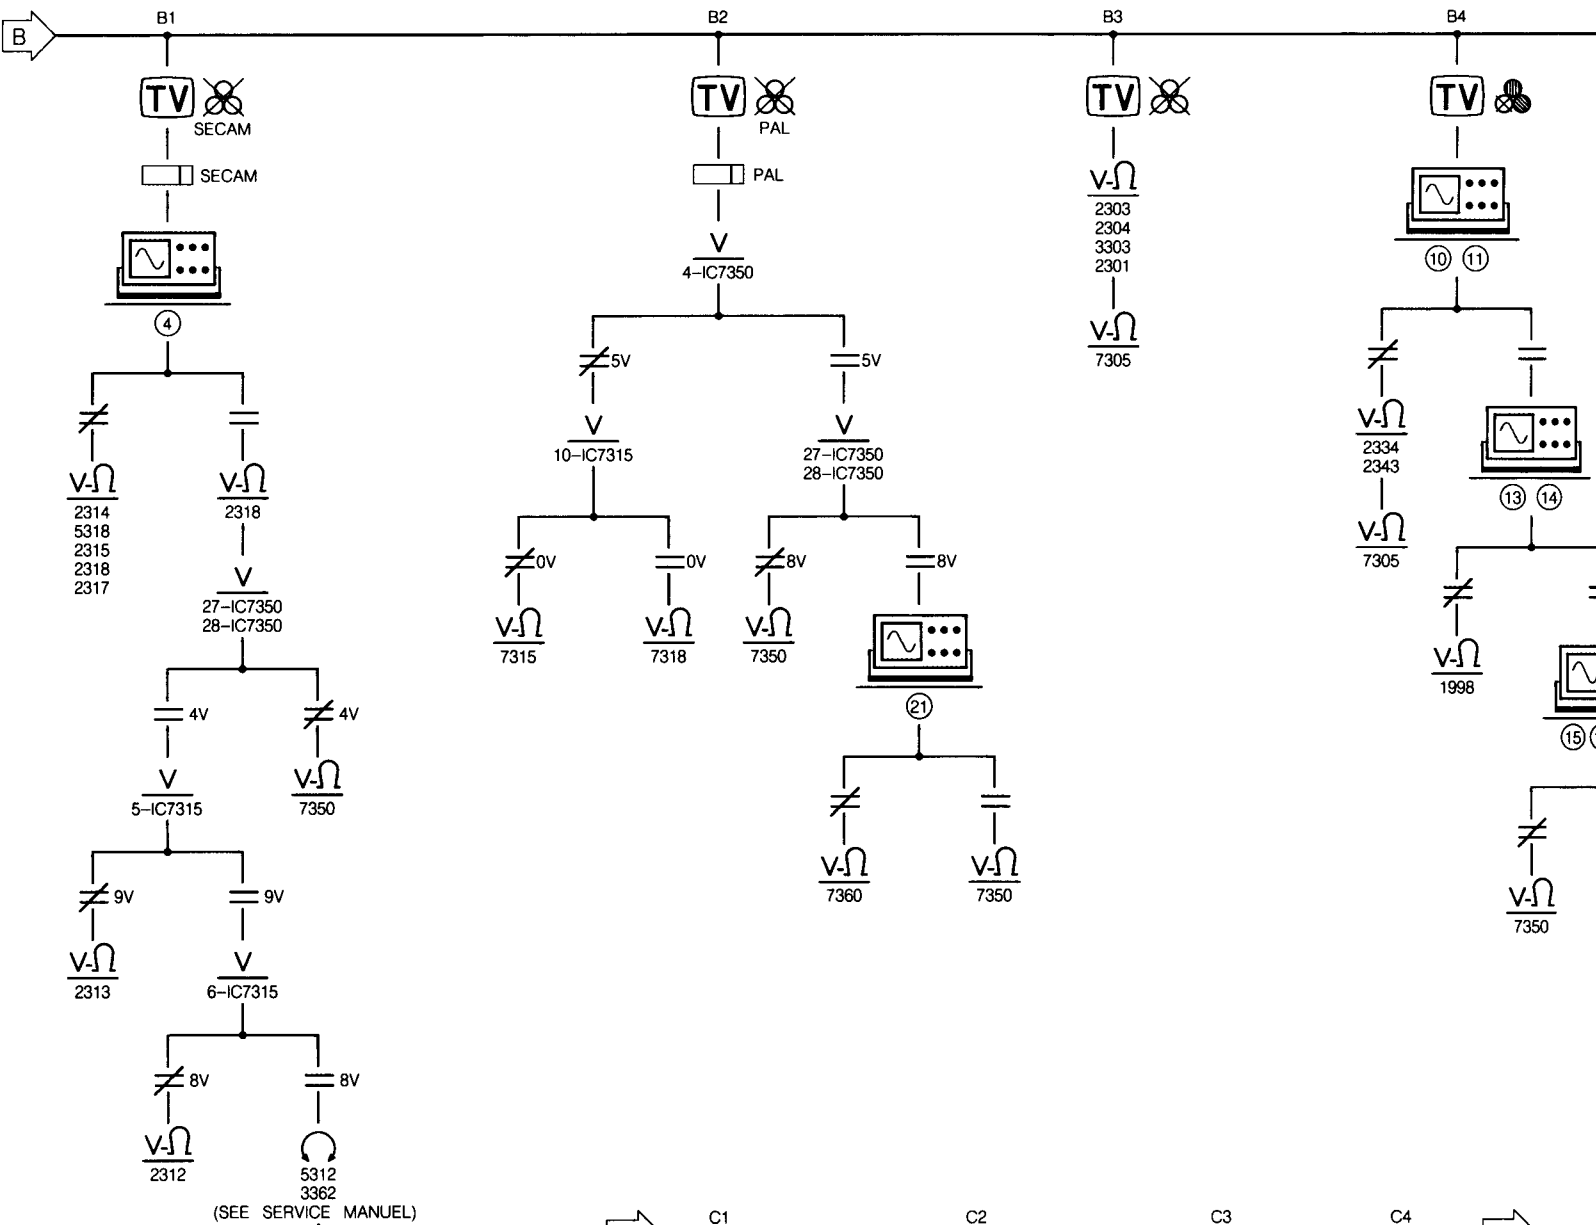 B
B1
B2
B3
B4
TV
SECAM
SECAM
4
V-Ω
2314
5318
2315
2318
2317
V-Ω
2318
V
27-IC7350
28-IC7350
4V
4V
V
5-IC7315
V-Ω
7350
9V
9V
V-Ω
2313
V
6-IC7315
8V
8V
V-Ω
2312
5312
3362
(SEE SERVICE MANUEL)
TV
PAL
PAL
V
4-IC7350
5V
5V
V
10-IC7315
V
27-IC7350
28-IC7350
0V
0V
8V
8V
V-Ω
7315
V-Ω
7318
V-Ω
7350
21
V-Ω
7360
V-Ω
7350
TV
V-Ω
2303
2304
3303
2301
V-Ω
7305
TV
10 11
V-Ω
2334
2343
V-Ω
7305
13 14
V-Ω
1998
15
V-Ω
7350
C1
C2
C3
C4